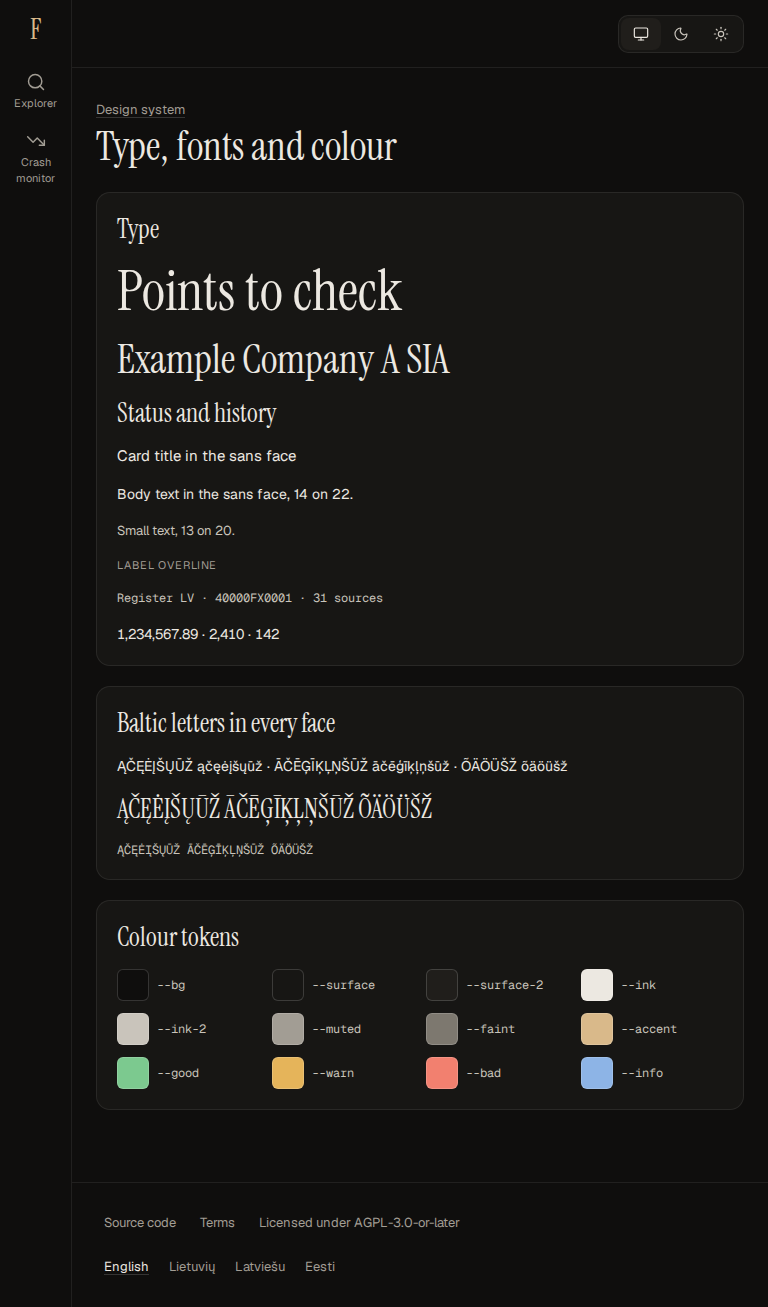 F
Explorer
Crash
monitor
Design system
Type, fonts and colour
Type
Points to check
Example Company A SIA
Status and history
Card title in the sans face
Body text in the sans face, 14 on 22.
Small text, 13 on 20.
LABEL OVERLINE
Register LV · 40000FX0001 · 31 sources
1,234,567.89 · 2,410 · 142
Baltic letters in every face
ĄČĘĖĮŠŲŪŽ ąčęėįšųūž · ĀČĒĢĪĶĻŅŠŪŽ āčēģīķļņšūž · ÕÄÖÜŠŽ õäöüšž
ĄČĘĖĮŠŲŪŽ ĀČĒĢĪĶĻŅŠŪŽ ÕÄÖÜŠŽ
ĄČĘĖĮŠŲŪŽ ĀČĒĢĪĶĻŅŠŪŽ ÕÄÖÜŠŽ
Colour tokens
--bg --surface --surface-2 --ink
--ink-2 --muted --faint --accent
--good --warn --bad --info
Source code Terms Licensed under AGPL-3.0-or-later
English Lietuvių Latviešu Eesti